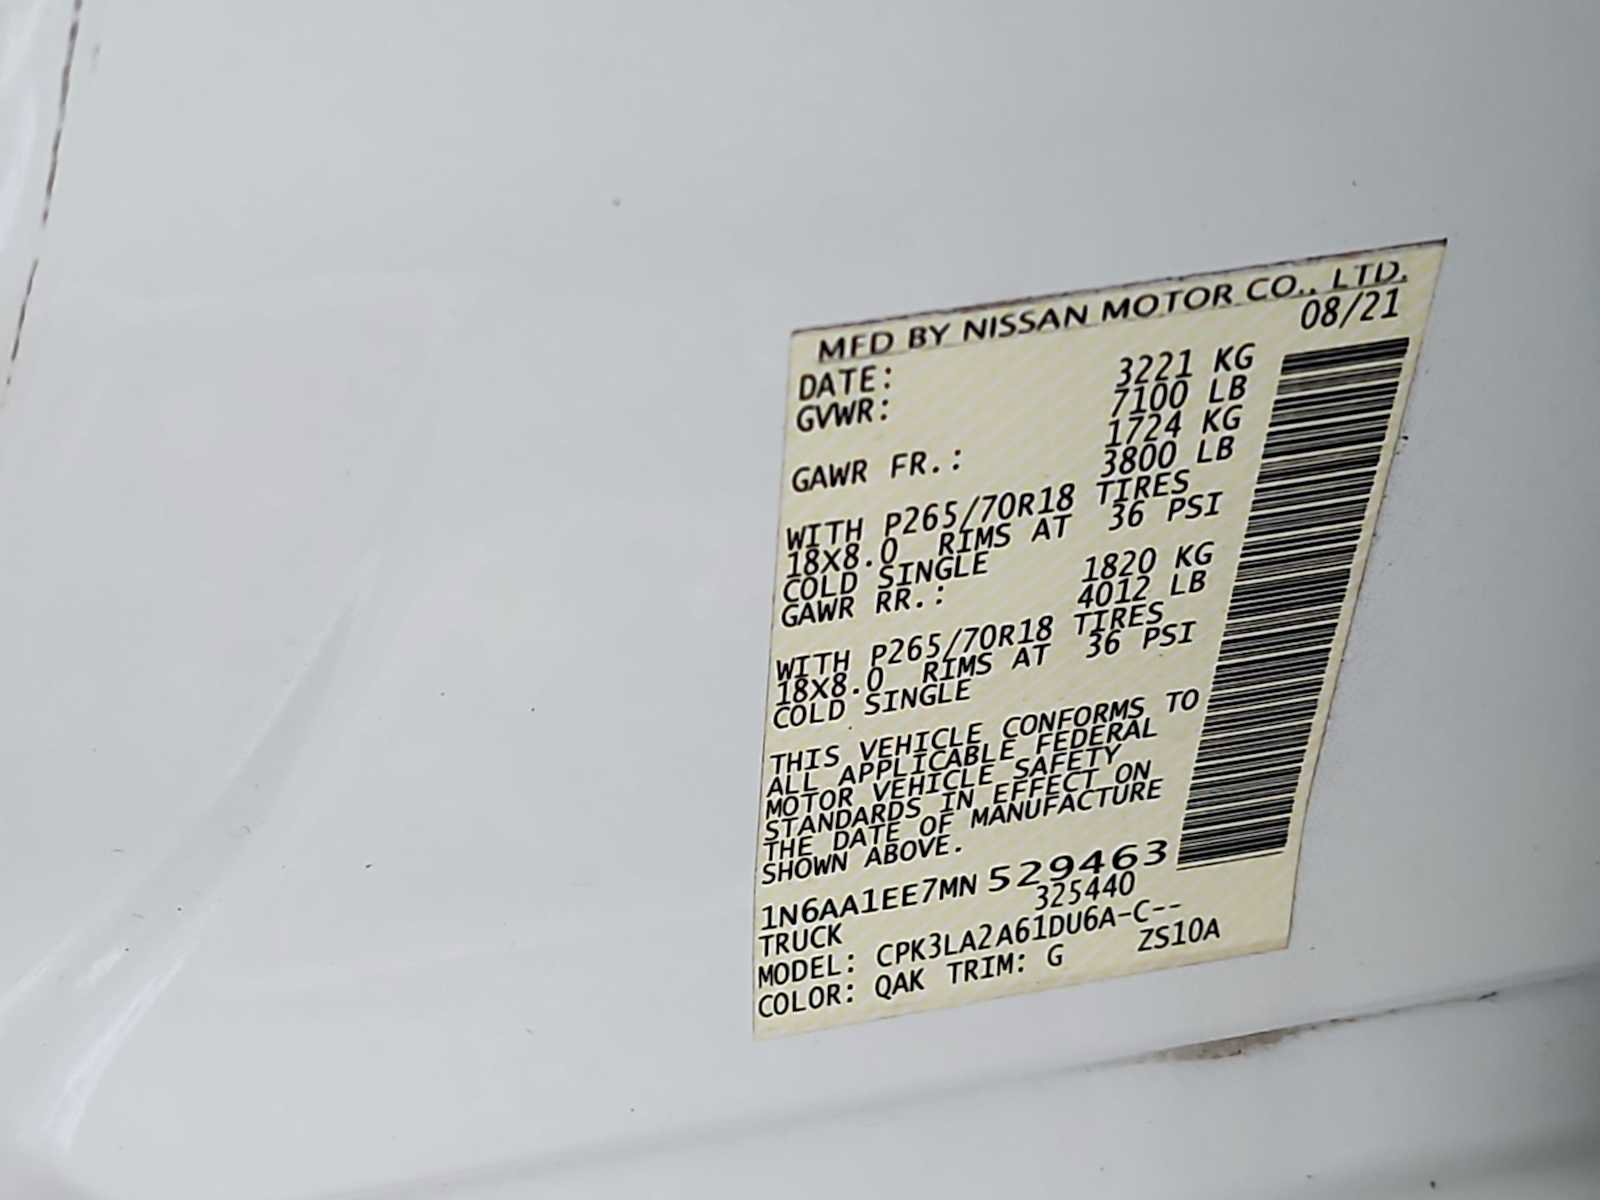 MFD BY NISSAN MOTOR CO., LTD.
DATE: 08/21
GVWR: 3221 KG
7100 LB
GAWR FR.: 1724 KG
3800 LB
WITH P265/70R18 TIRES
18X8.0 RIMS AT 36 PSI
COLD SINGLE
GAWR RR.: 1820 KG
4012 LB
WITH P265/70R18 TIRES
18X8.0 RIMS AT 36 PSI
COLD SINGLE
THIS VEHICLE CONFORMS TO
ALL APPLICABLE FEDERAL
MOTOR VEHICLE SAFETY
STANDARDS IN EFFECT ON
THE DATE OF MANUFACTURE
SHOWN ABOVE.
1N6AA1EE7MN 529463
TRUCK 325440
MODEL: CPK3LA2A61DU6A-C--
COLOR: QAK TRIM: G ZS10A